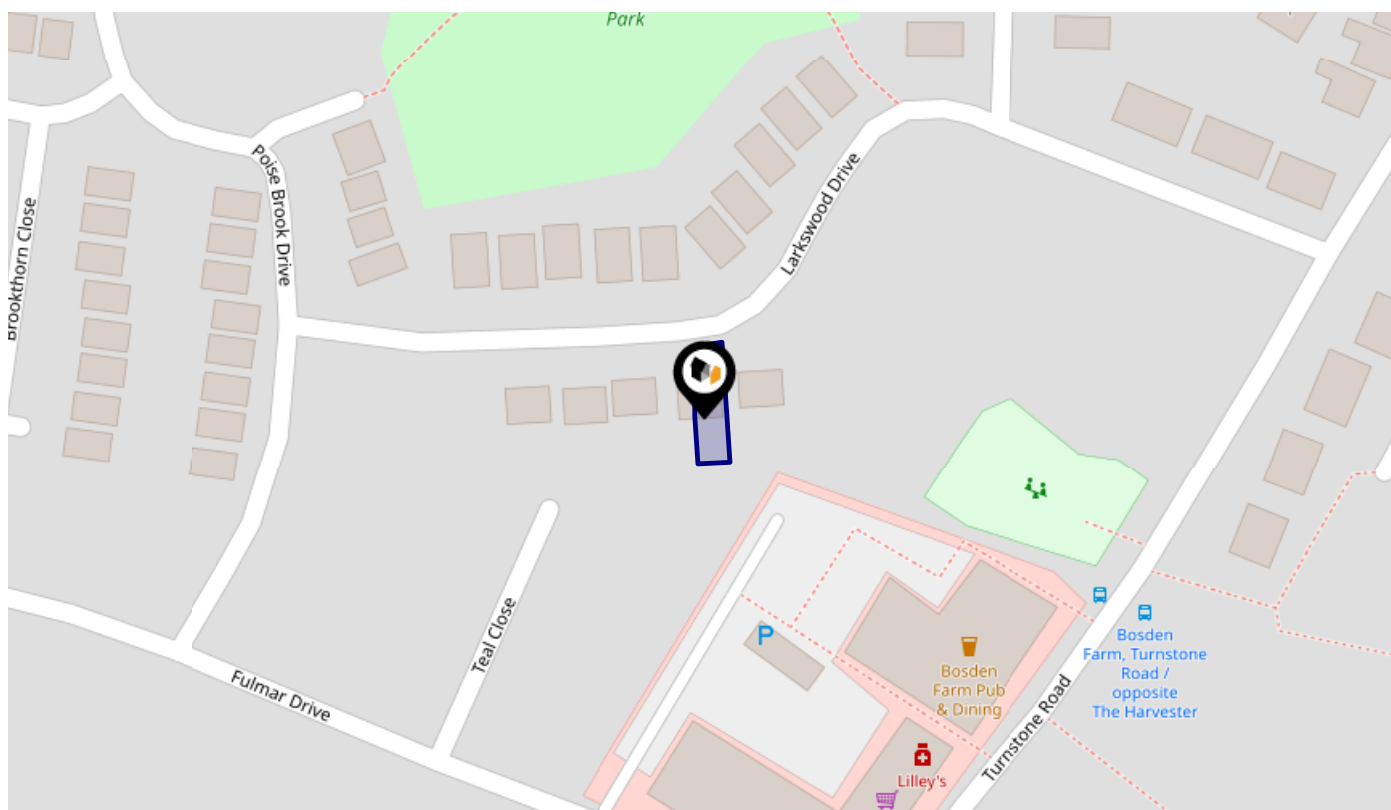 Park
Poise Brook Drive
Brookthorn Close
Larkswood Drive
Teal Close
Fulmar Drive
P
Bosden
Farm Pub
& Dining
Bosden
Farm, Turnstone
Road /
opposite
The Harvester
Turnstone Road
Lilley's